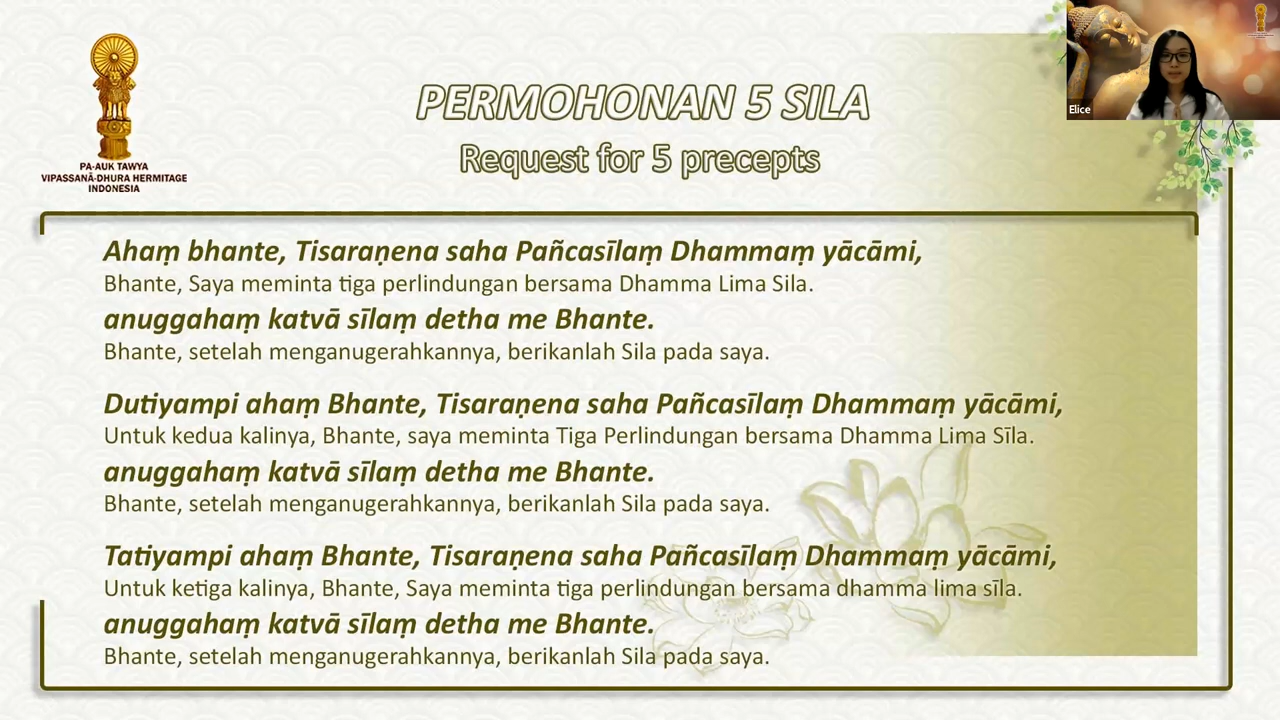 PA-AUK TAWYA
VIPASSANĀ-DHURA HERMITAGE
INDONESIA
PERMOHONAN 5 SILA
Request for 5 precepts
Elice
Ahaṃ bhante, Tisaraṇena saha Pañcasīlaṃ Dhammaṃ yācāmi,
Bhante, Saya meminta tiga perlindungan bersama Dhamma Lima Sila.
anuggahaṃ katvā sīlaṃ detha me Bhante.
Bhante, setelah menganugerahkannya, berikanlah Sila pada saya.
Dutiyampi ahaṃ Bhante, Tisaraṇena saha Pañcasīlaṃ Dhammaṃ yācāmi,
Untuk kedua kalinya, Bhante, saya meminta Tiga Perlindungan bersama Dhamma Lima Sīla.
anuggahaṃ katvā sīlaṃ detha me Bhante.
Bhante, setelah menganugerahkannya, berikanlah Sila pada saya.
Tatiyampi ahaṃ Bhante, Tisaraṇena saha Pañcasīlaṃ Dhammaṃ yācāmi,
Untuk ketiga kalinya, Bhante, Saya meminta tiga perlindungan bersama dhamma lima sīla.
anuggahaṃ katvā sīlaṃ detha me Bhante.
Bhante, setelah menganugerahkannya, berikanlah Sila pada saya.